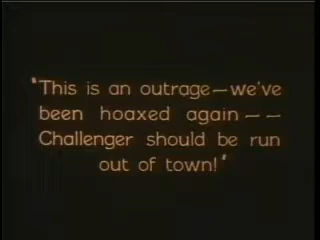 "This is an outrage—we've
been hoaxed again——
Challenger should be run
out of town!"